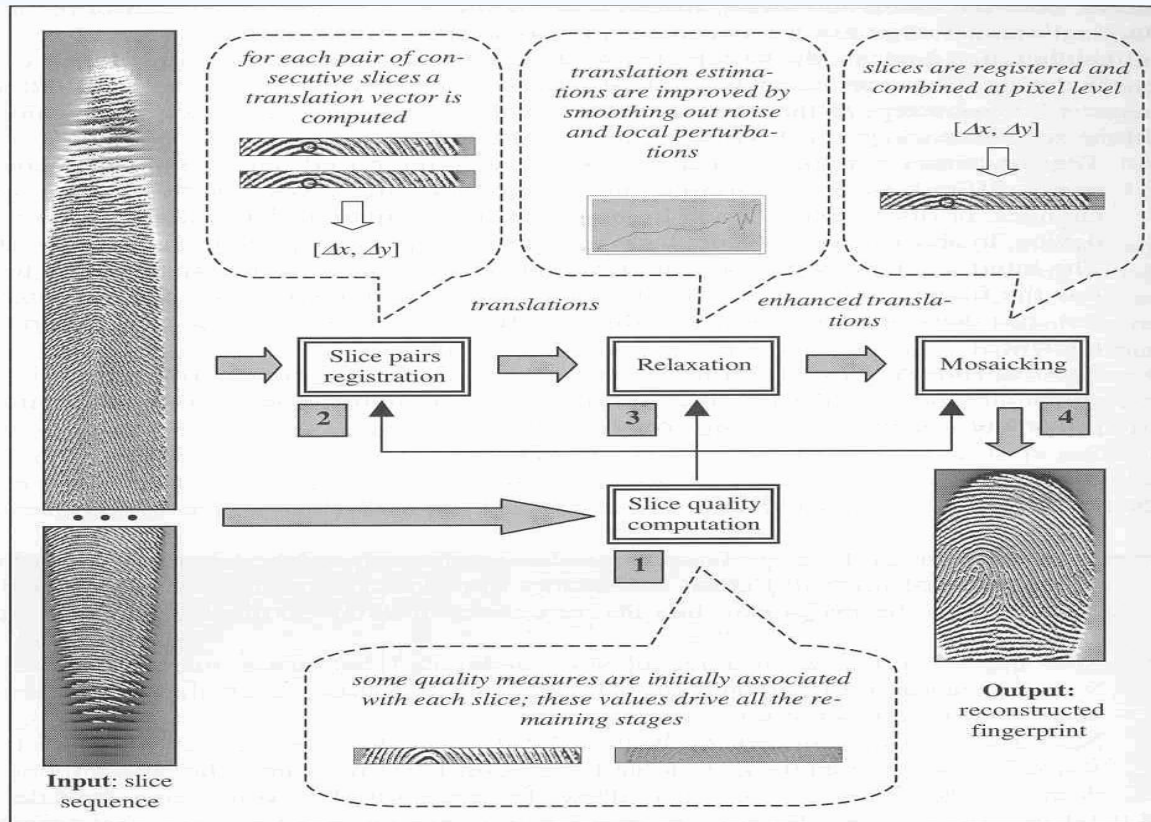 for each pair of con-
secutive slices a
translation vector is
computed
[Δx, Δy]
translation estima-
tions are improved by
smoothing out noise
and local perturba-
tions
slices are registered and
combined at pixel level
[Δx, Δy]
translations
enhanced transla-
tions
Slice pairs
registration
2
Relaxation
3
Mosaicking
4
Slice quality
computation
1
some quality measures are initially associated
with each slice; these values drive all the re-
maining stages
Input: slice
sequence
Output:
reconstructed
fingerprint